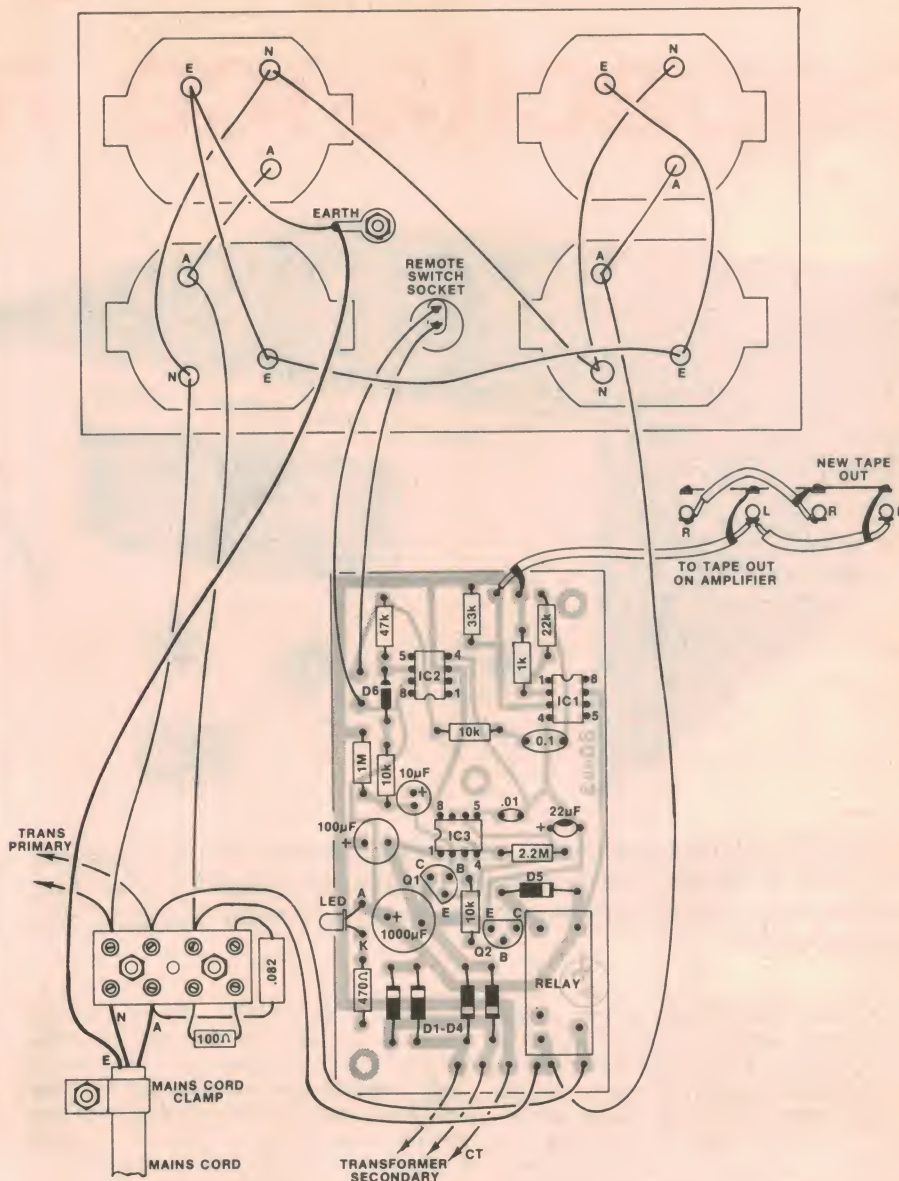 E
N
E
N
A
A
EARTH
A
REMOTE
SWITCH
SOCKET
A
N
E
N
E
NEW TAPE
OUT
R
L
R
TO TAPE OUT
ON AMPLIFIER
47k
5
4
IC2
8
1
D6
33k
1k
22k
1
8
IC1
4
5
10k
0.1
1M
10k
10µF
+
8
5
IC3
1
4
.01
22µF
+
2.2M
100µF
+
TRANS
PRIMARY
C
B
Q1
E
D5
LED
A
K
+
1000µF
10k
E
C
Q2
B
RELAY
.082
470Ω
D1-D4
N
A
100Ω
E
MAINS CORD
CLAMP
MAINS CORD
TRANSFORMER
SECONDARY
CT